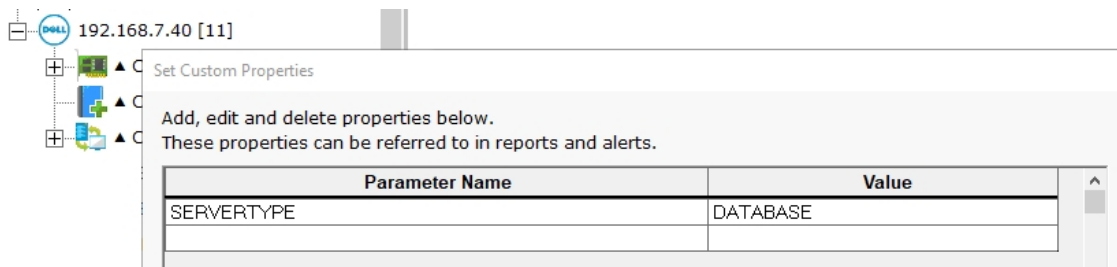 DELL 192.168.7.40 [11]
▲ C
▲ C
▲ C
Set Custom Properties
Add, edit and delete properties below.
These properties can be referred to in reports and alerts.
Parameter Name Value
SERVERTYPE DATABASE